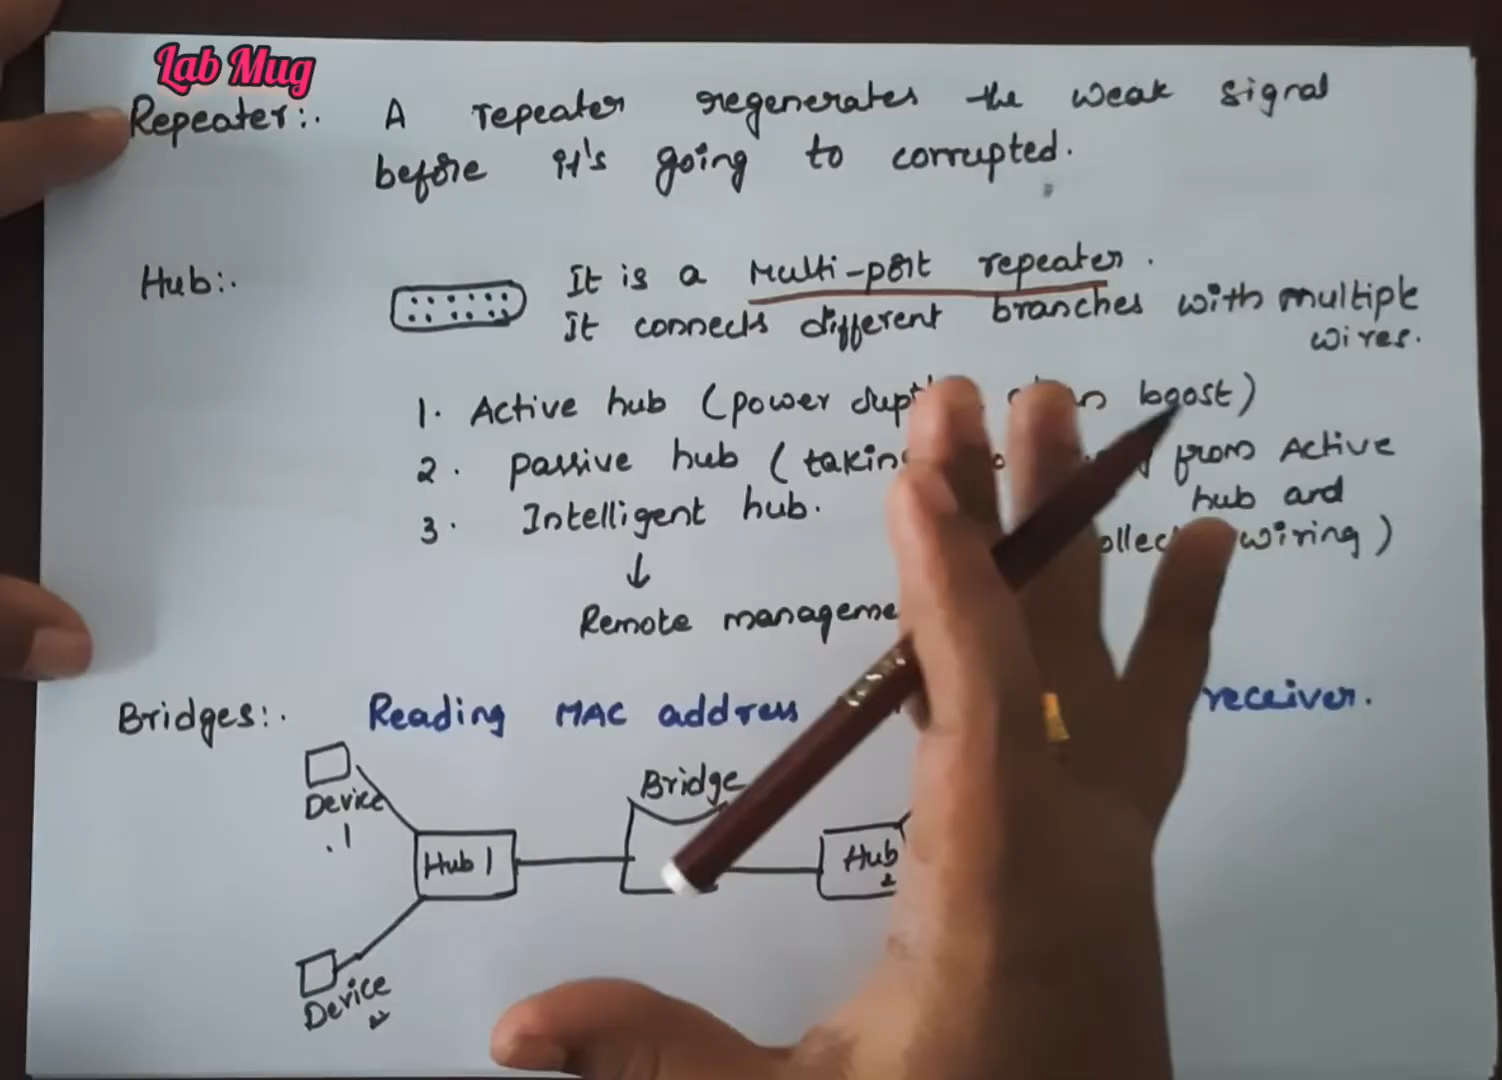 Lab Mug
Repeater:. A repeater regenerates the weak signal
before it's going to corrupted.
Hub:. It is a Multi-port repeater.
It connects different branches with multiple
wires.
1. Active hub (power boost)
2. passive hub ( from Active
hub and
3. Intelligent hub. wiring)
↓
Remote
Bridges:. Reading MAC address receiver.
Bridge
Device
1
Hub 1
Hub
2
Device
2